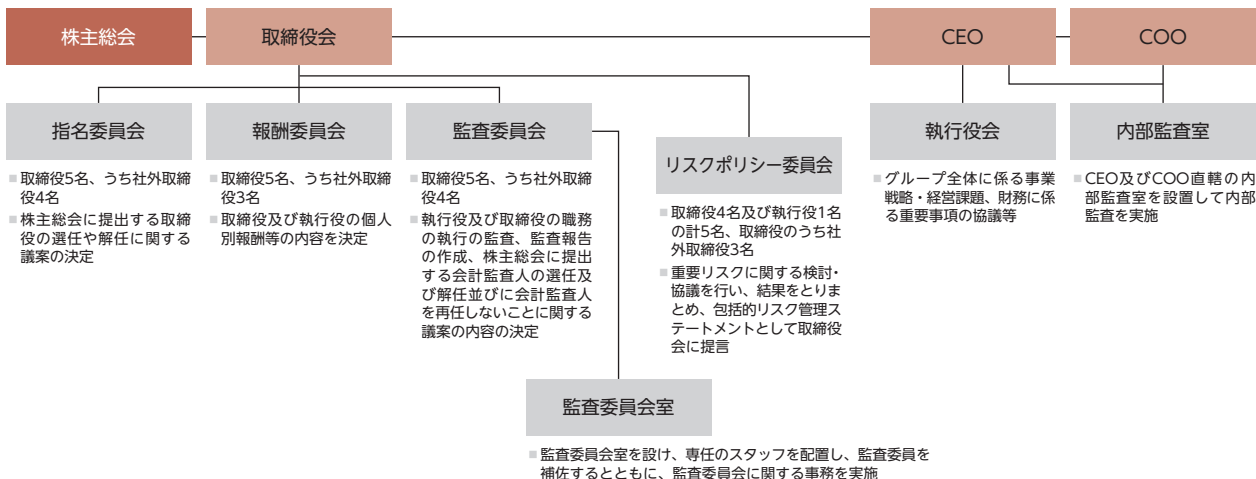 株主総会
取締役会
CEO
COO
指名委員会
■取締役5名、うち社外取締
役4名
■株主総会に提出する取締
役の選任や解任に関する
議案の決定
報酬委員会
■取締役5名、うち社外取締
役3名
■取締役及び執行役の個人
別報酬等の内容を決定
監査委員会
■取締役5名、うち社外取締
役4名
■執行役及び取締役の職務
の執行の監査、監査報告
の作成、株主総会に提出
する会計監査人の選任及
び解任並びに会計監査人
を再任しないことに関する
議案の内容の決定
リスクポリシー委員会
■取締役4名及び執行役1名
の計5名、取締役のうち社
外取締役3名
■重要リスクに関する検討・
協議を行い、結果をとりま
とめ、包括的リスク管理ス
テートメントとして取締役
会に提言
執行役会
■グループ全体に係る事業
戦略・経営課題、財務に係
る重要事項の協議等
内部監査室
■CEO及びCOO直轄の内
部監査室を設置して内部
監査を実施
監査委員会室
■監査委員会室を設け、専任のスタッフを配置し、監査委員を
補佐するとともに、監査委員会に関する事務を実施